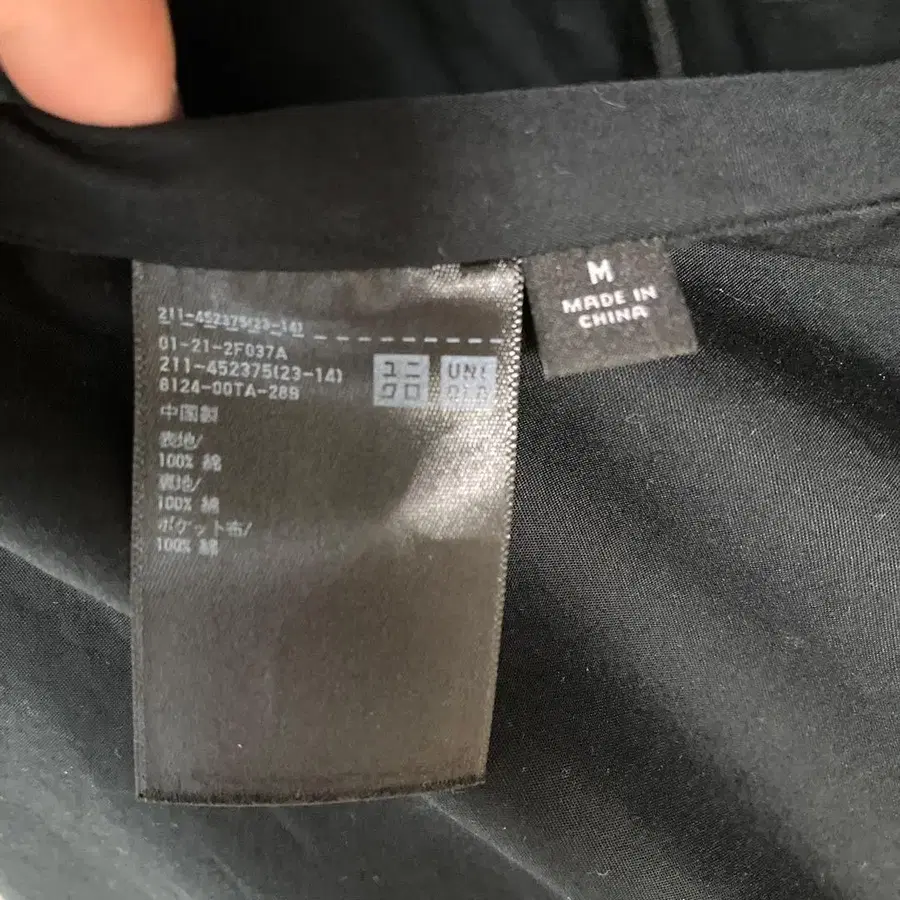 211-452375(23-14)
01-21-2F037A
211-452375(23-14)
8124-00TA-28B
中国製
表地/
100% 綿
裏地/
100% 綿
ポケット布/
100% 綿
ユニ
クロ
UNI
QLO
M
MADE IN
CHINA